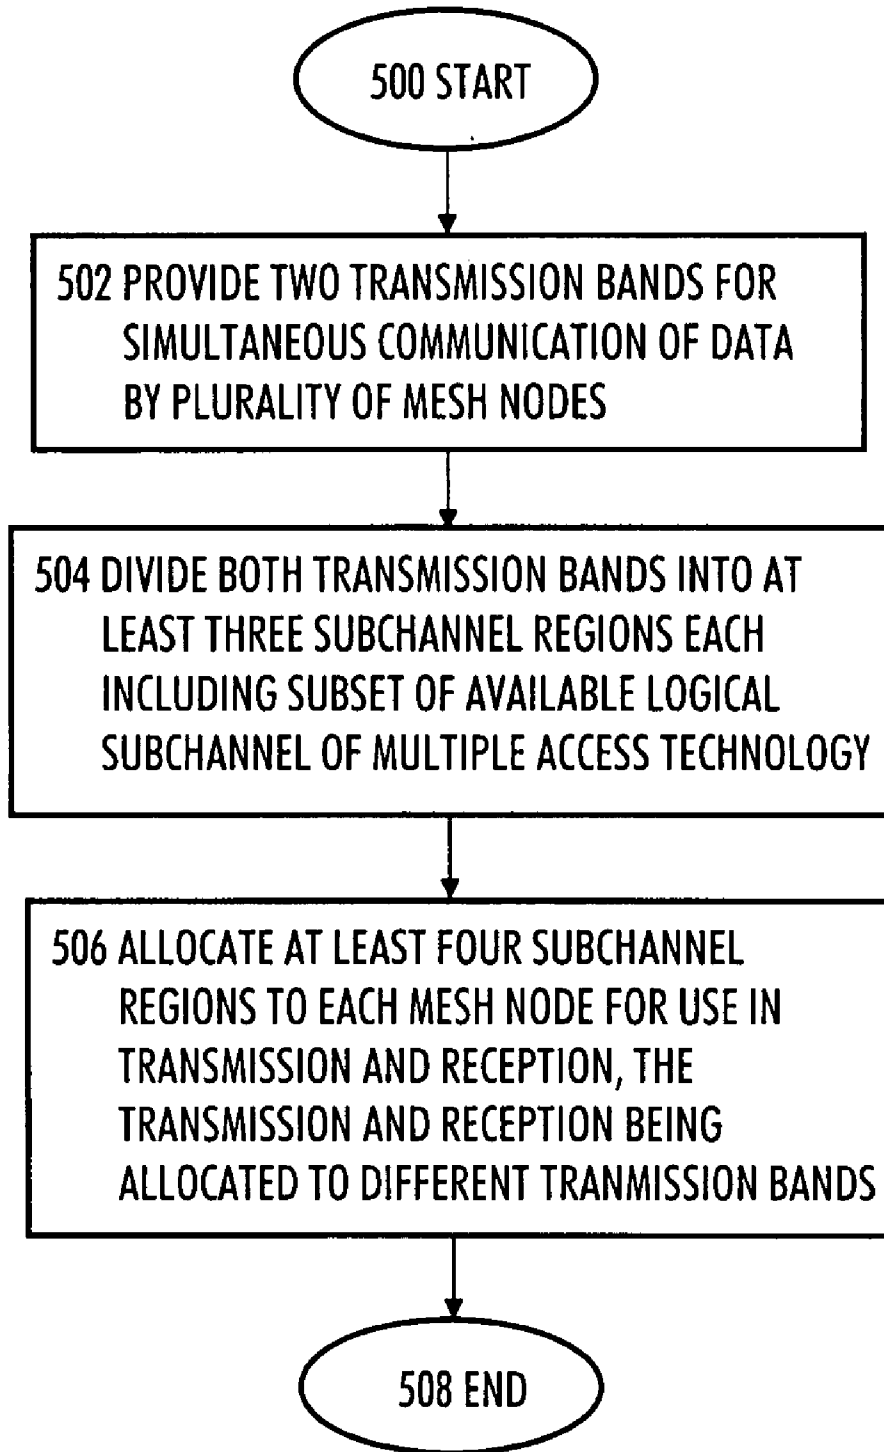 500 START
502 PROVIDE TWO TRANSMISSION BANDS FOR
SIMULTANEOUS COMMUNICATION OF DATA
BY PLURALITY OF MESH NODES
504 DIVIDE BOTH TRANSMISSION BANDS INTO AT
LEAST THREE SUBCHANNEL REGIONS EACH
INCLUDING SUBSET OF AVAILABLE LOGICAL
SUBCHANNEL OF MULTIPLE ACCESS TECHNOLOGY
506 ALLOCATE AT LEAST FOUR SUBCHANNEL
REGIONS TO EACH MESH NODE FOR USE IN
TRANSMISSION AND RECEPTION, THE
TRANSMISSION AND RECEPTION BEING
ALLOCATED TO DIFFERENT TRANMISSION BANDS
508 END